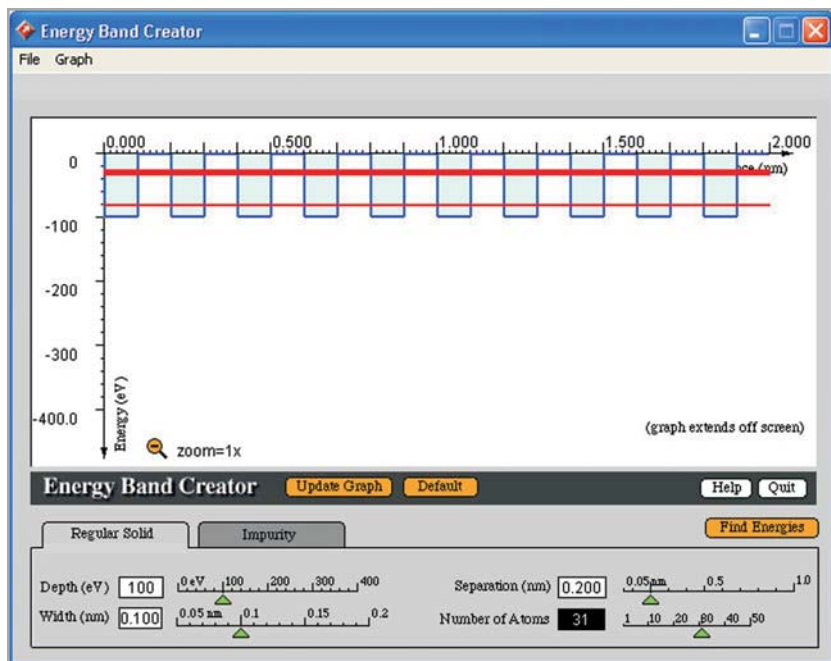 Energy Band Creator
File Graph
0.000 0.500 1.000 1.500 2.000
0
(nm)
-100
-200
-300
-400.0
Energy (eV)
zoom=1x
(graph extends off screen)
Energy Band Creator Update Graph Default Help Quit
Regular Solid Impurity Find Energies
Depth (eV) 100 0 eV 100 200 300 400
Separation (nm) 0.200 0.05nm 0.5 1.0
Width (nm) 0.100 0.05 nm 0.1 0.15 0.2
Number of Atoms 31 1 10 20 30 40 50